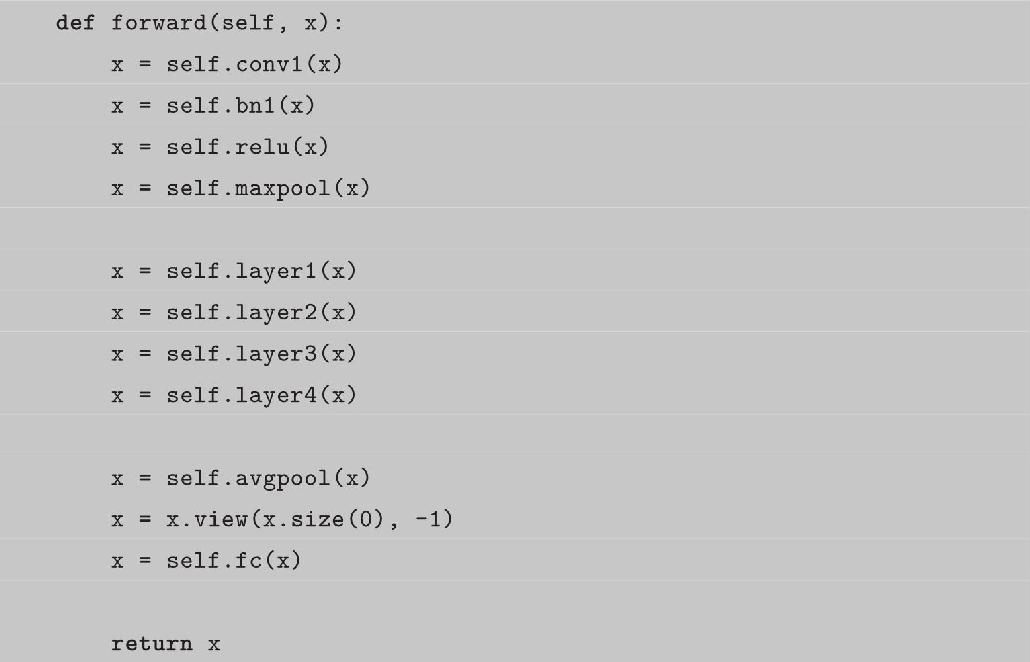 def forward(self, x):
    x = self.conv1(x)
    x = self.bn1(x)
    x = self.relu(x)
    x = self.maxpool(x)

    x = self.layer1(x)
    x = self.layer2(x)
    x = self.layer3(x)
    x = self.layer4(x)

    x = self.avgpool(x)
    x = x.view(x.size(0), -1)
    x = self.fc(x)

    return x